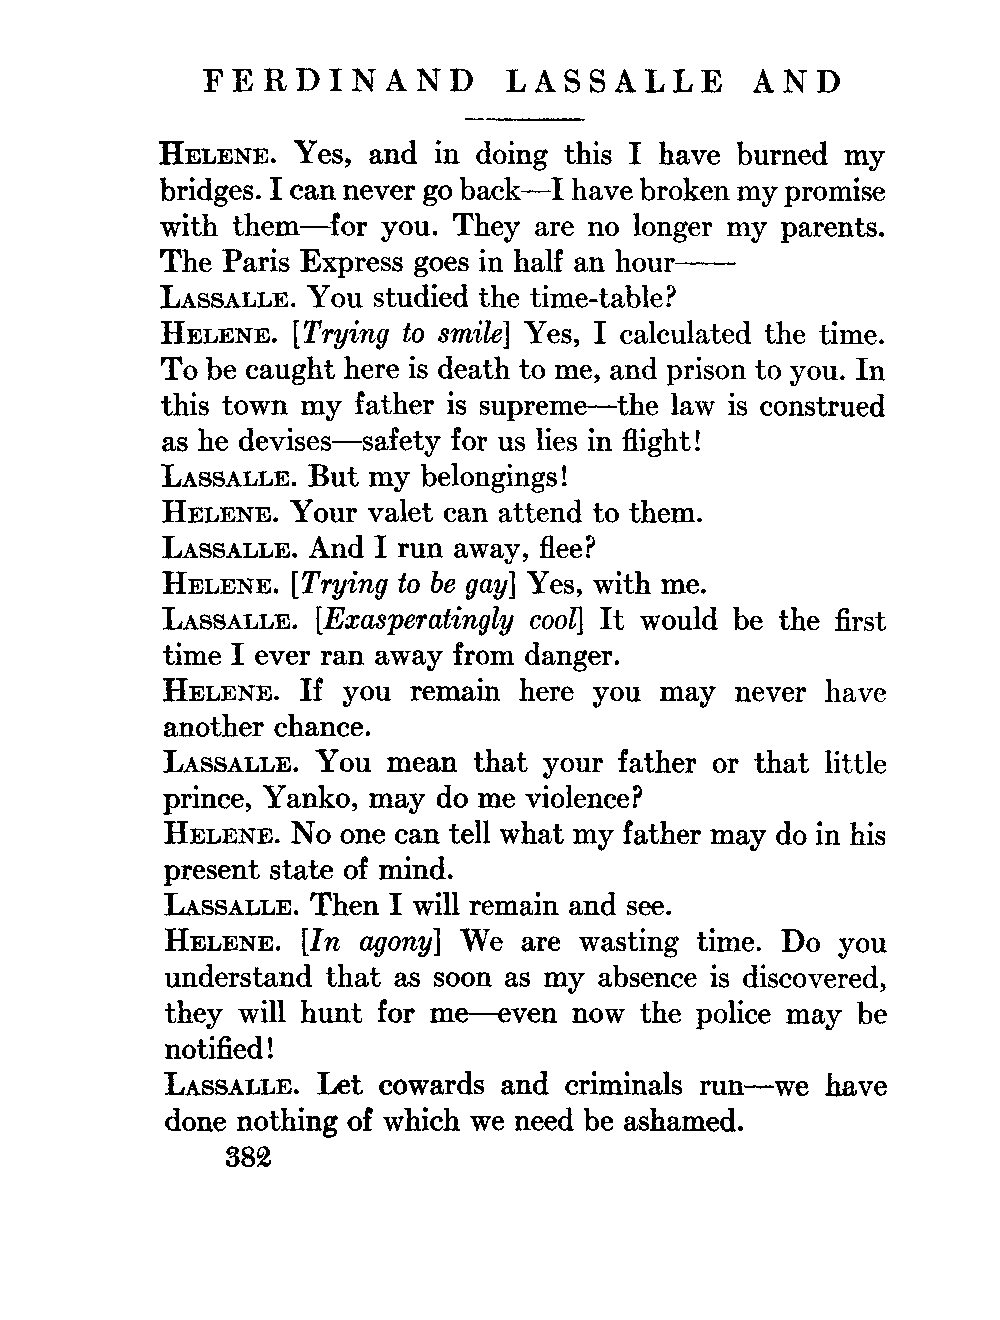 FERDINAND LASSALLE AND
HELENE. Yes, and in doing this I have burned my
bridges. I can never go back—I have broken my promise
with them—for you. They are no longer my parents.
The Paris Express goes in half an hour——
LASSALLE. You studied the time-table?
HELENE. [Trying to smile] Yes, I calculated the time.
To be caught here is death to me, and prison to you. In
this town my father is supreme—the law is construed
as he devises—safety for us lies in flight!
LASSALLE. But my belongings!
HELENE. Your valet can attend to them.
LASSALLE. And I run away, flee?
HELENE. [Trying to be gay] Yes, with me.
LASSALLE. [Exasperatingly cool] It would be the first
time I ever ran away from danger.
HELENE. If you remain here you may never have
another chance.
LASSALLE. You mean that your father or that little
prince, Yanko, may do me violence?
HELENE. No one can tell what my father may do in his
present state of mind.
LASSALLE. Then I will remain and see.
HELENE. [In agony] We are wasting time. Do you
understand that as soon as my absence is discovered,
they will hunt for me—even now the police may be
notified!
LASSALLE. Let cowards and criminals run—we have
done nothing of which we need be ashamed.
382